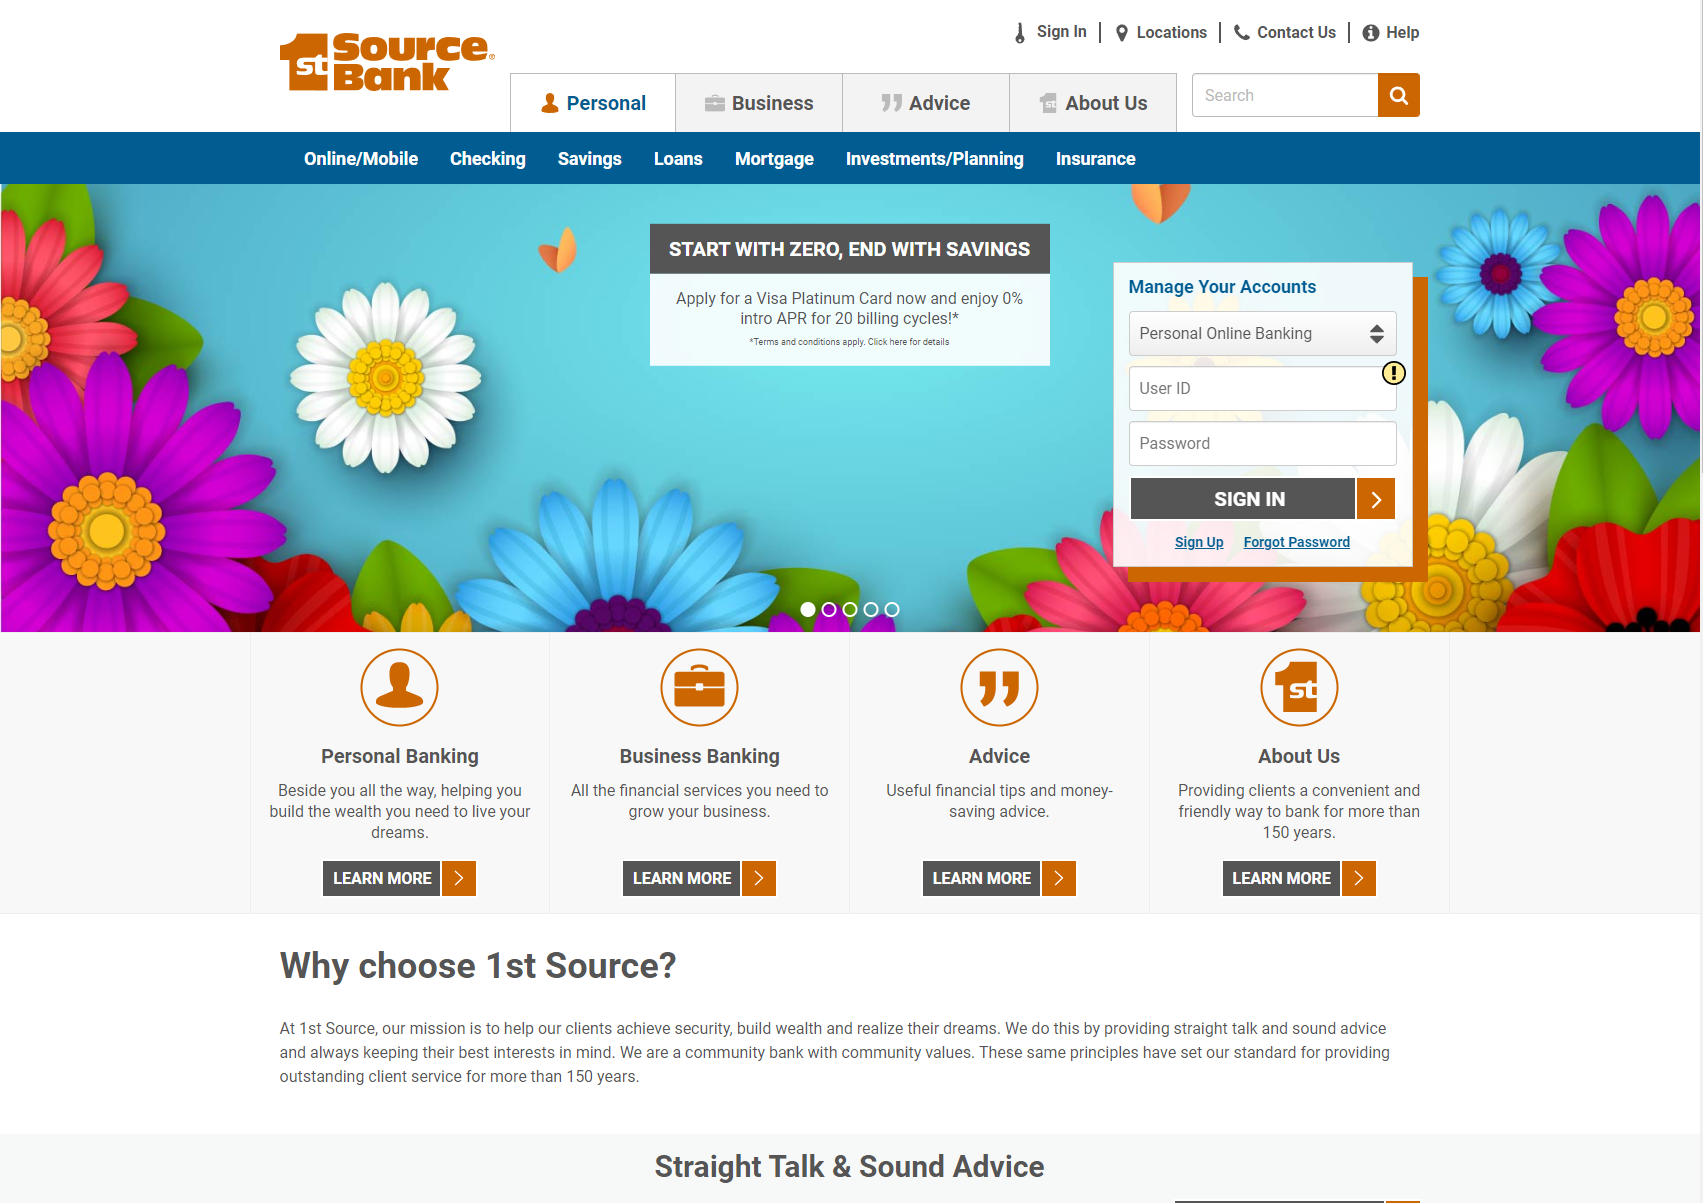 1st Source Bank®
Sign In
Locations
Contact Us
Help
Personal
Business
Advice
1st About Us
Search
Online/Mobile
Checking
Savings
Loans
Mortgage
Investments/Planning
Insurance
START WITH ZERO, END WITH SAVINGS
Apply for a Visa Platinum Card now and enjoy 0%
intro APR for 20 billing cycles!*
*Terms and conditions apply. Click here for details
Manage Your Accounts
Personal Online Banking
User ID
!
Password
SIGN IN
Sign Up
Forgot Password
1st
Personal Banking
Beside you all the way, helping you
build the wealth you need to live your
dreams.
LEARN MORE
Business Banking
All the financial services you need to
grow your business.
LEARN MORE
Advice
Useful financial tips and money-
saving advice.
LEARN MORE
About Us
Providing clients a convenient and
friendly way to bank for more than
150 years.
LEARN MORE
Why choose 1st Source?
At 1st Source, our mission is to help our clients achieve security, build wealth and realize their dreams. We do this by providing straight talk and sound advice
and always keeping their best interests in mind. We are a community bank with community values. These same principles have set our standard for providing
outstanding client service for more than 150 years.
Straight Talk & Sound Advice